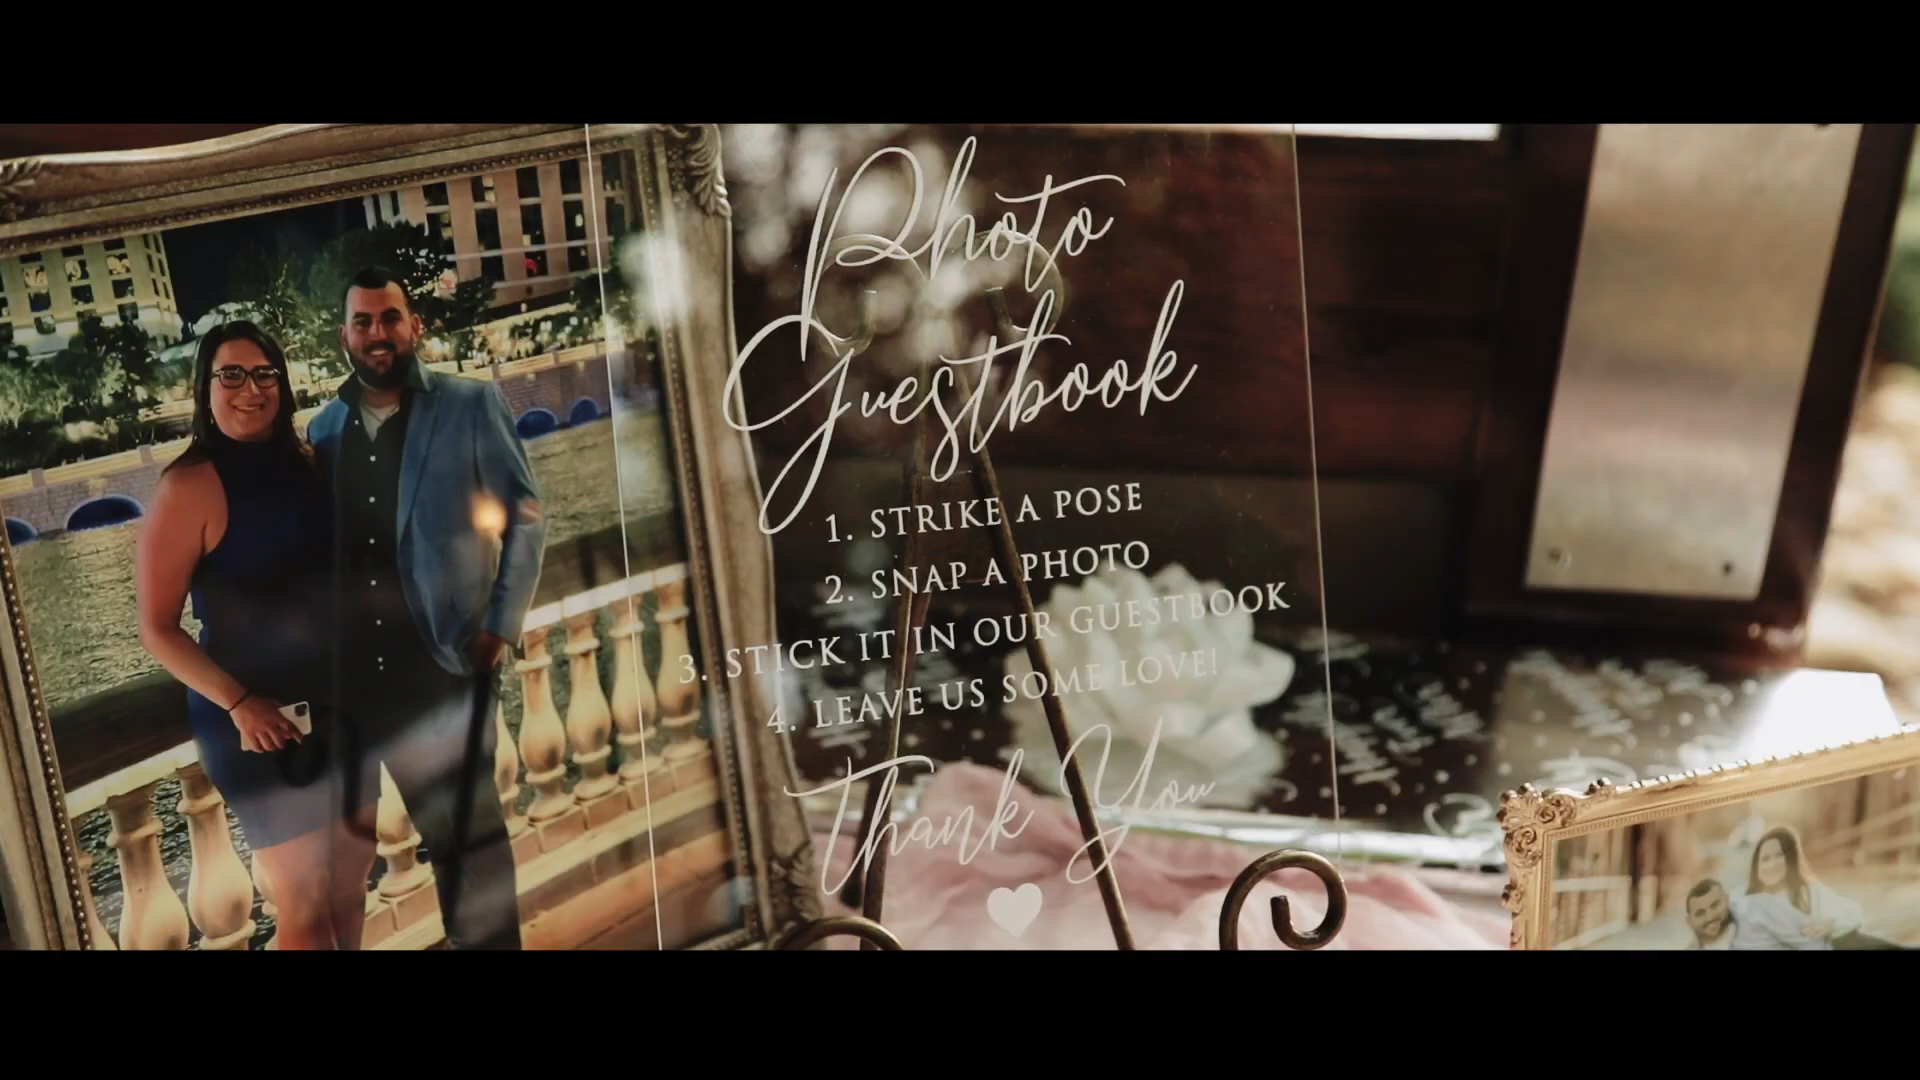 Photo
Guestbook
1. STRIKE A POSE
2. SNAP A PHOTO
3. STICK IT IN OUR GUESTBOOK
4. LEAVE US SOME LOVE!
Thank You